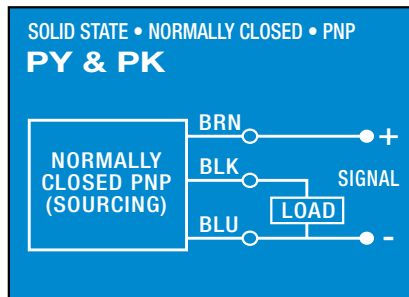 SOLID STATE • NORMALLY CLOSED • PNP
PY & PK
BRN
+
NORMALLY
CLOSED PNP
(SOURCING)
BLK
SIGNAL
LOAD
BLU
-